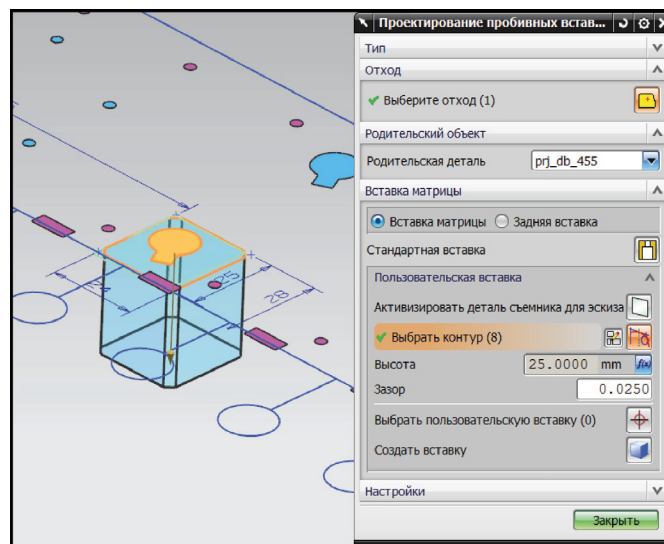 Проектирование пробивных встав...
Тип
Отход
Выберите отход (1)
Родительский объект
Родительская деталь prj_db_455
Вставка матрицы
Вставка матрицы Задняя вставка
Стандартная вставка
Пользовательская вставка
Активизировать деталь съемника для эскиза
Выбрать контур (8)
Высота 25.0000 mm f(x)
Зазор 0.0250
Выбрать пользовательскую вставку (0)
Создать вставку
Настройки
Закрыть
25
28